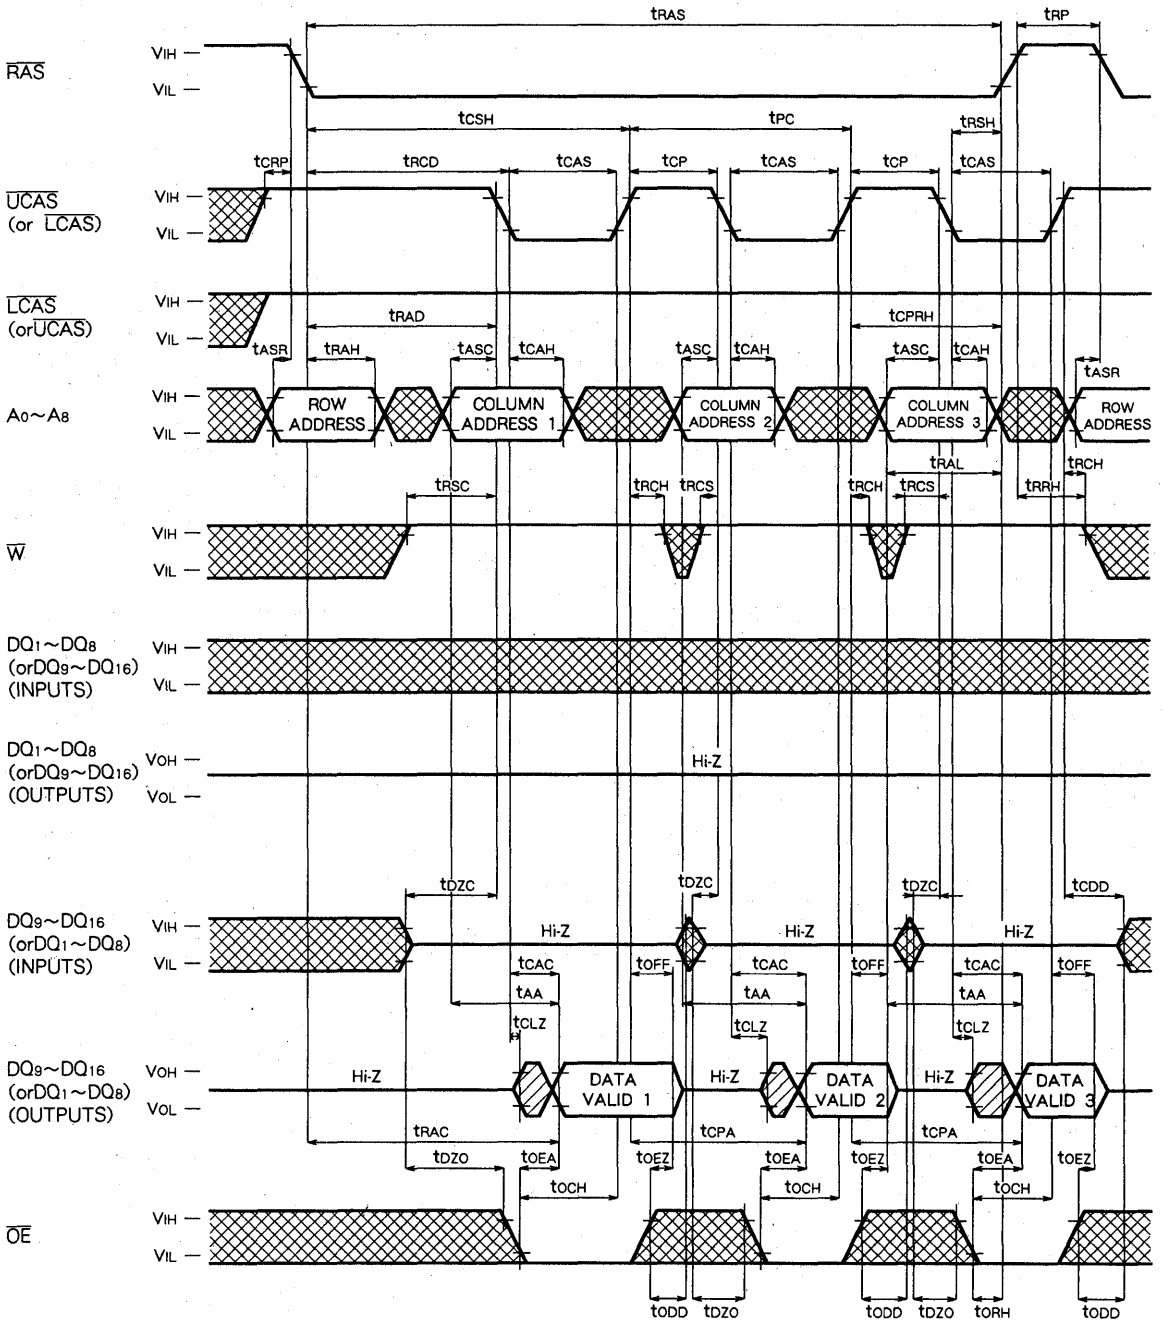 tRAS tRP
RAS VIH
VIL
tCSH tPC tRSH
tCRP tRCD tCAS tCP tCAS tCP tCAS
UCAS VIH
(or LCAS) VIL
LCAS VIH
(orUCAS) VIL
tRAD tCPRH
tASR tRAH tASC tCAH tASC tCAH tASC tCAH tASR
A0~A8 VIH
VIL
ROW ADDRESS
COLUMN ADDRESS 1
COLUMN ADDRESS 2
COLUMN ADDRESS 3
ROW ADDRESS
tRAL tRCH
tRSC tRCH tRCS tRCH tRCS tRRH
W VIH
VIL
DQ1~DQ8 VIH
(orDQ9~DQ16)
(INPUTS) VIL
DQ1~DQ8
(orDQ9~DQ16) VOH Hi-Z
(OUTPUTS) VOL
tDZC tDZC tDZC tCDD
DQ9~DQ16 VIH
(orDQ1~DQ8) Hi-Z Hi-Z Hi-Z
(INPUTS) VIL
tCAC tOFF tCAC tOFF tCAC tOFF
tAA tAA tAA
tCLZ tCLZ tCLZ
DQ9~DQ16 VOH
(orDQ1~DQ8) Hi-Z Hi-Z Hi-Z
(OUTPUTS) VOL
DATA VALID 1
DATA VALID 2
DATA VALID 3
tRAC tCPA tCPA
tDZO tOEA tOEZ tOEA tOEZ tOEA tOEZ
tOCH tOCH tOCH
OE VIH
VIL
tODD tDZO tODD tDZO tORH tODD